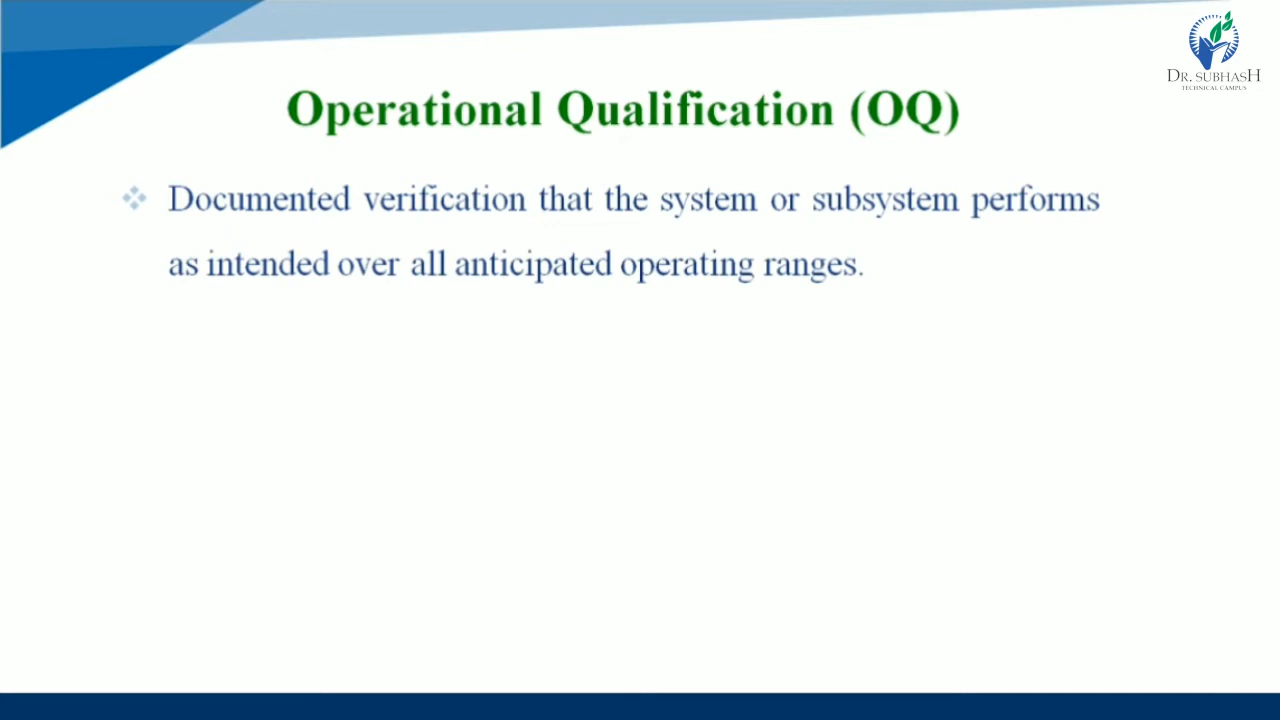 DR. SUBHASH
TECHNICAL CAMPUS
Operational Qualification (OQ)
Documented verification that the system or subsystem performs
as intended over all anticipated operating ranges.